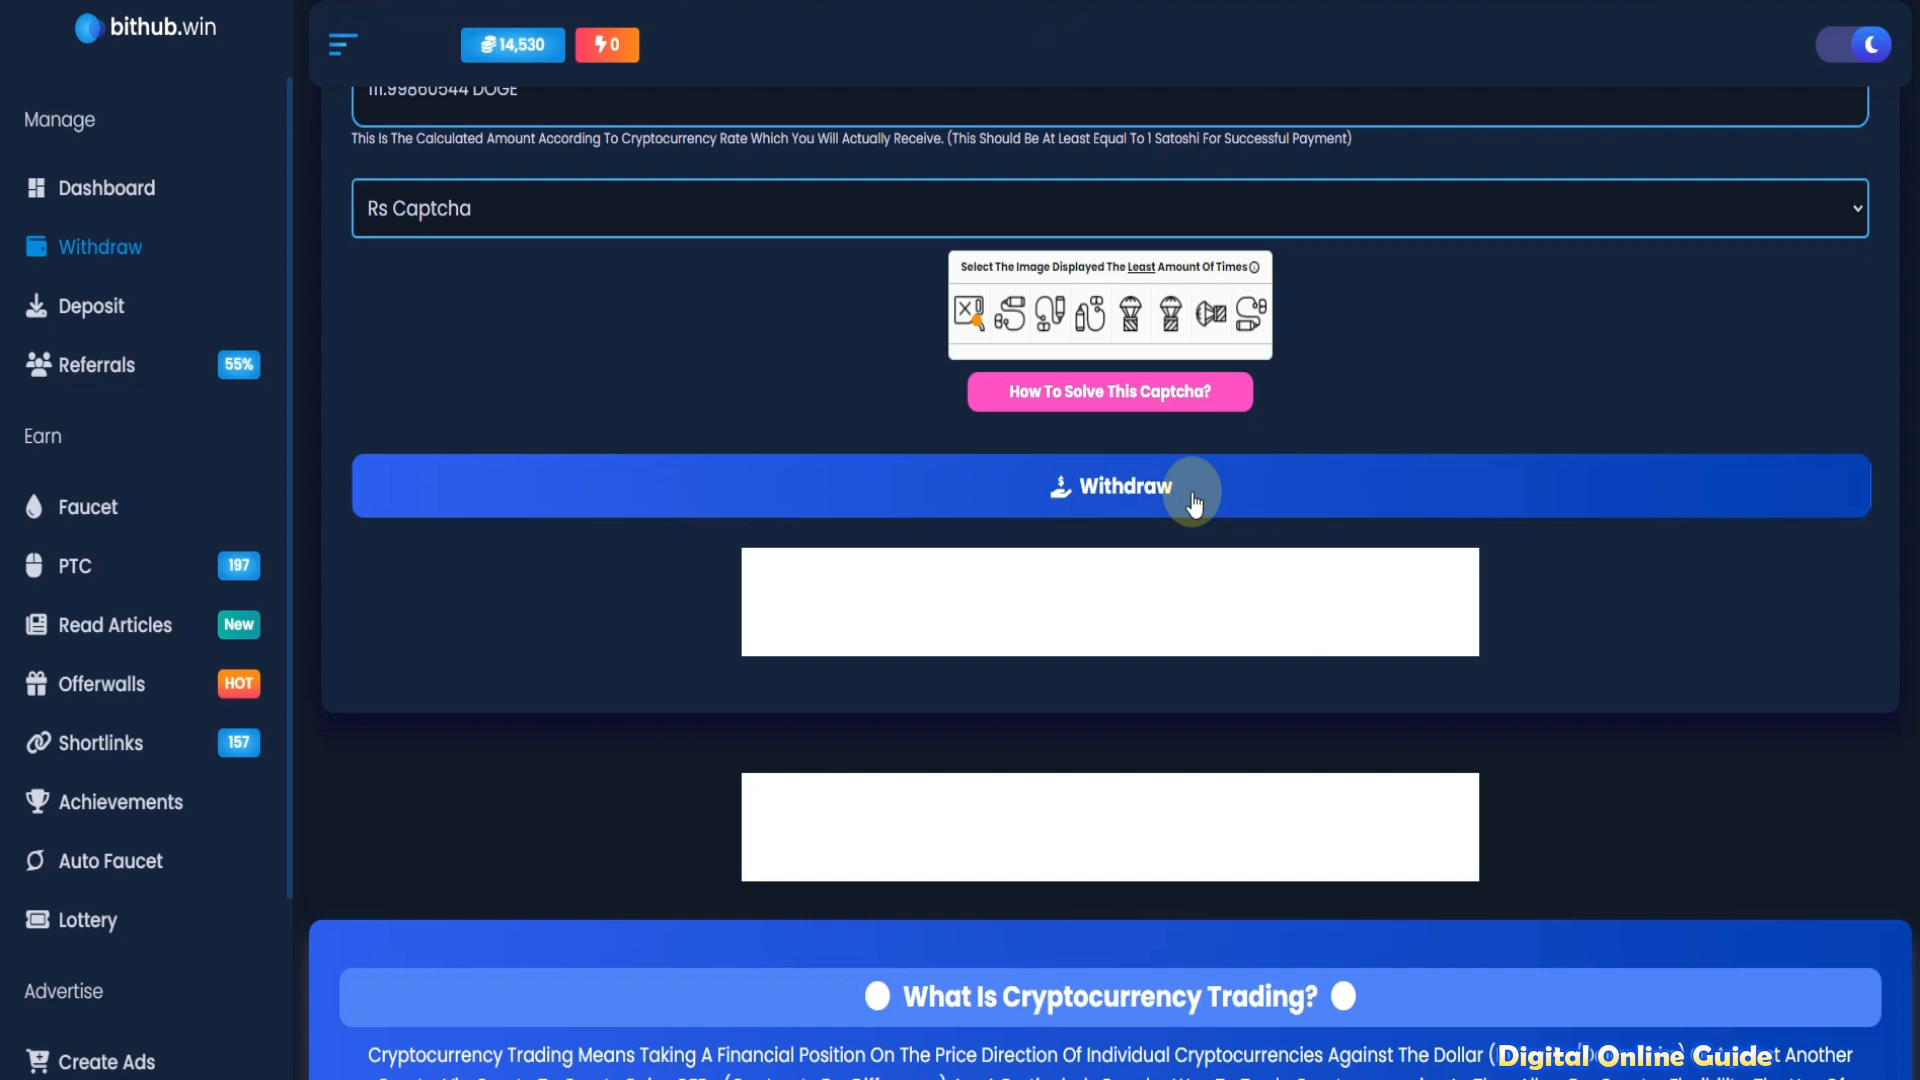 bithub.win
14,530
0
Manage
Dashboard
Withdraw
Deposit
Referrals
55%
Earn
Faucet
PTC
197
Read Articles
New
Offerwalls
HOT
Shortlinks
157
Achievements
Auto Faucet
Lottery
Advertise
Create Ads
111.99860544 DOGE
This Is The Calculated Amount According To Cryptocurrency Rate Which You Will Actually Receive. (This Should Be At Least Equal To 1 Satoshi For Successful Payment)
Rs Captcha
Select The Image Displayed The Least Amount Of Times
How To Solve This Captcha?
Withdraw
What Is Cryptocurrency Trading?
Cryptocurrency Trading Means Taking A Financial Position On The Price Direction Of Individual Cryptocurrencies Against The Dollar
Another
Digital Online Guide